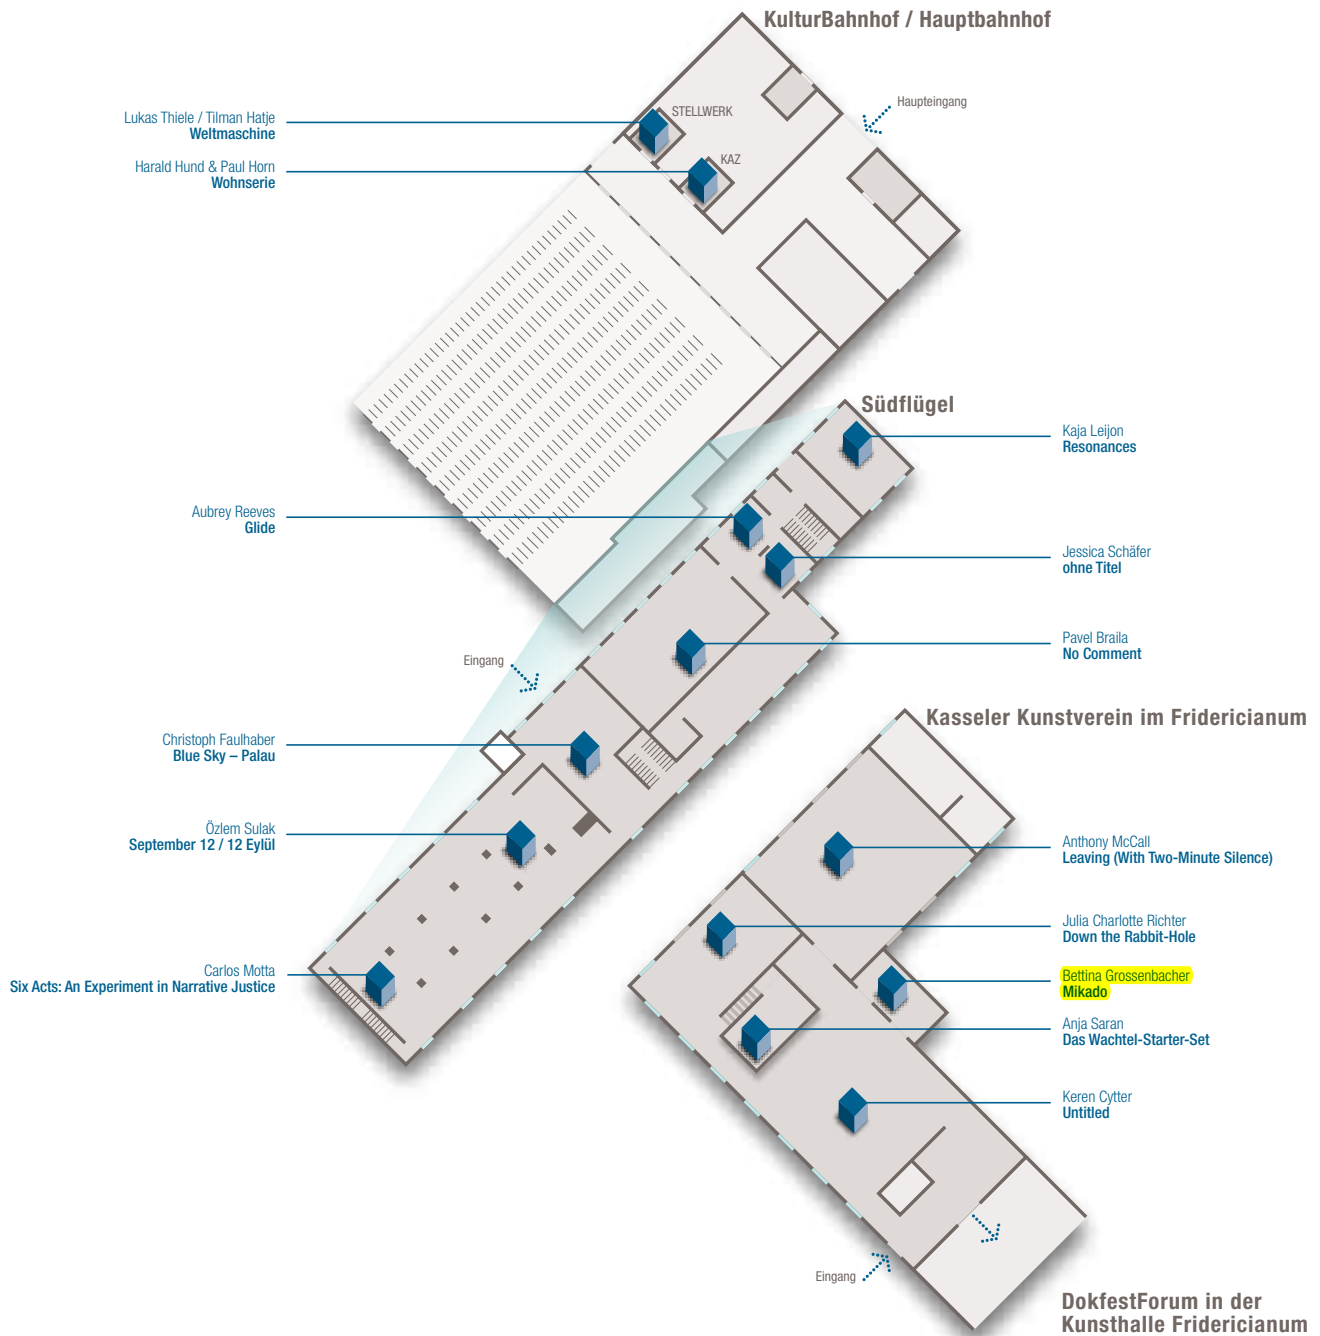 KulturBahnhof / Hauptbahnhof
Haupteingang
STELLWERK
KAZ
Lukas Thiele / Tilman Hatje
Weltmaschine
Harald Hund & Paul Horn
Wohnserie
Südflügel
Kaja Leijon
Resonances
Aubrey Reeves
Glide
Jessica Schäfer
ohne Titel
Pavel Braila
No Comment
Eingang
Christoph Faulhaber
Blue Sky – Palau
Özlem Sulak
September 12 / 12 Eylül
Carlos Motta
Six Acts: An Experiment in Narrative Justice
Kasseler Kunstverein im Fridericianum
Anthony McCall
Leaving (With Two-Minute Silence)
Julia Charlotte Richter
Down the Rabbit-Hole
Bettina Grossenbacher
Mikado
Anja Saran
Das Wachtel-Starter-Set
Keren Cytter
Untitled
Eingang
DokfestForum in der
Kunsthalle Fridericianum